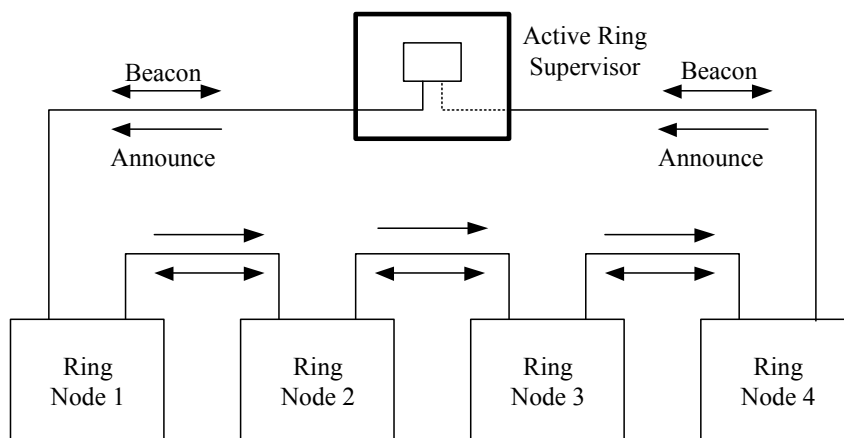 Active Ring
Supervisor
Beacon
Beacon
Announce
Announce
Ring
Node 1
Ring
Node 2
Ring
Node 3
Ring
Node 4